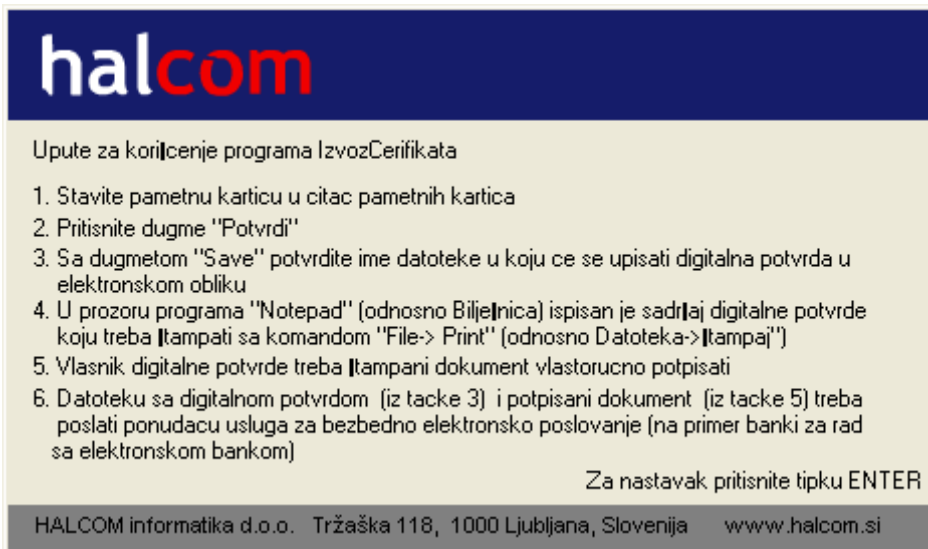 halcom
Upute za kori|cenje programa IzvozCerifikata
1. Stavite pametnu karticu u citac pametnih kartica
2. Pritisnite dugme "Potvrdi"
3. Sa dugmetom "Save" potvrdite ime datoteke u koju ce se upisati digitalna potvrda u
elektronskom obliku
4. U prozoru programa "Notepad" (odnosno Bilje|nica) ispisan je sadr|aj digitalne potvrde
koju treba |tampati sa komandom "File-> Print" (odnosno Datoteka->|tampaj")
5. Vlasnik digitalne potvrde treba |tampani dokument vlastorucno potpisati
6. Datoteku sa digitalnom potvrdom (iz tacke 3) i potpisani dokument (iz tacke 5) treba
poslati ponudacu usluga za bezbedno elektronsko poslovanje (na primer banki za rad
sa elektronskom bankom)
Za nastavak pritisnite tipku ENTER
HALCOM informatika d.o.o. Tržaška 118, 1000 Ljubljana, Slovenija www.halcom.si